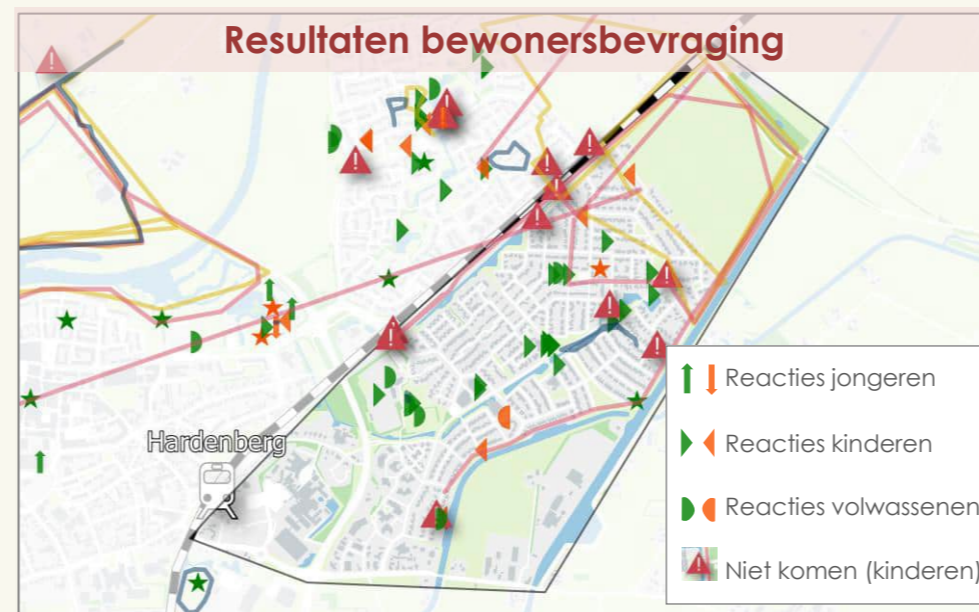 Resultaten bewonersbevraging
Hardenberg
Reacties jongeren
Reacties kinderen
Reacties volwassenen
Niet komen (kinderen)